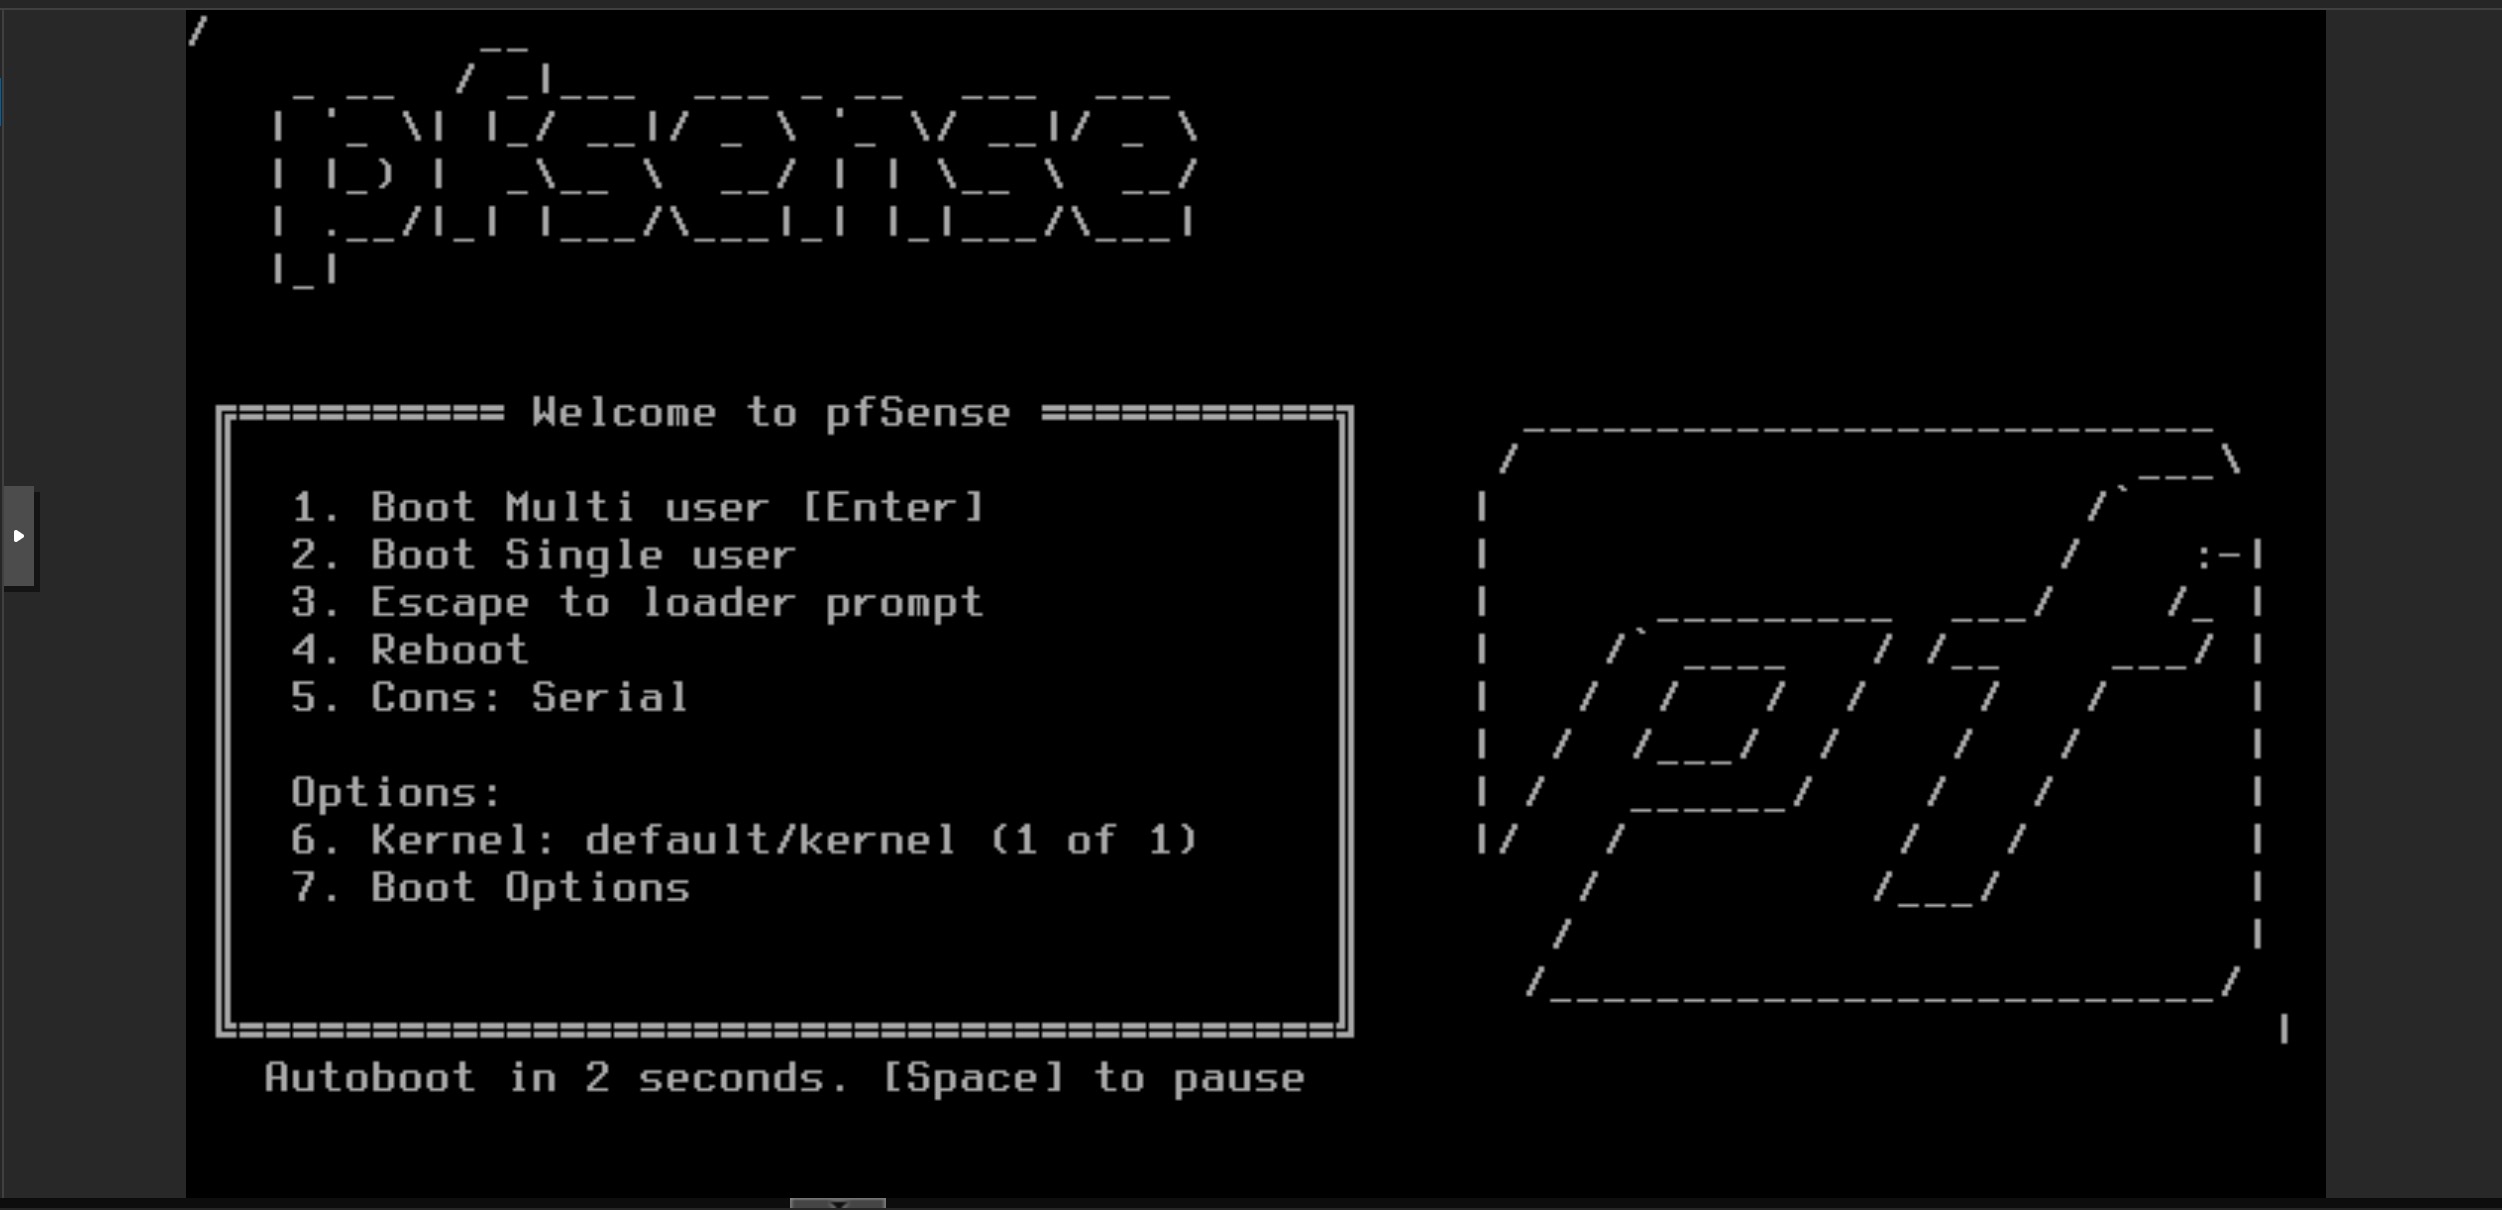 pfSense
Welcome to pfSense
1. Boot Multi user [Enter]
2. Boot Single user
3. Escape to loader prompt
4. Reboot
5. Cons: Serial
Options:
6. Kernel: default/kernel (1 of 1)
7. Boot Options
pf
Autoboot in 2 seconds. [Space] to pause